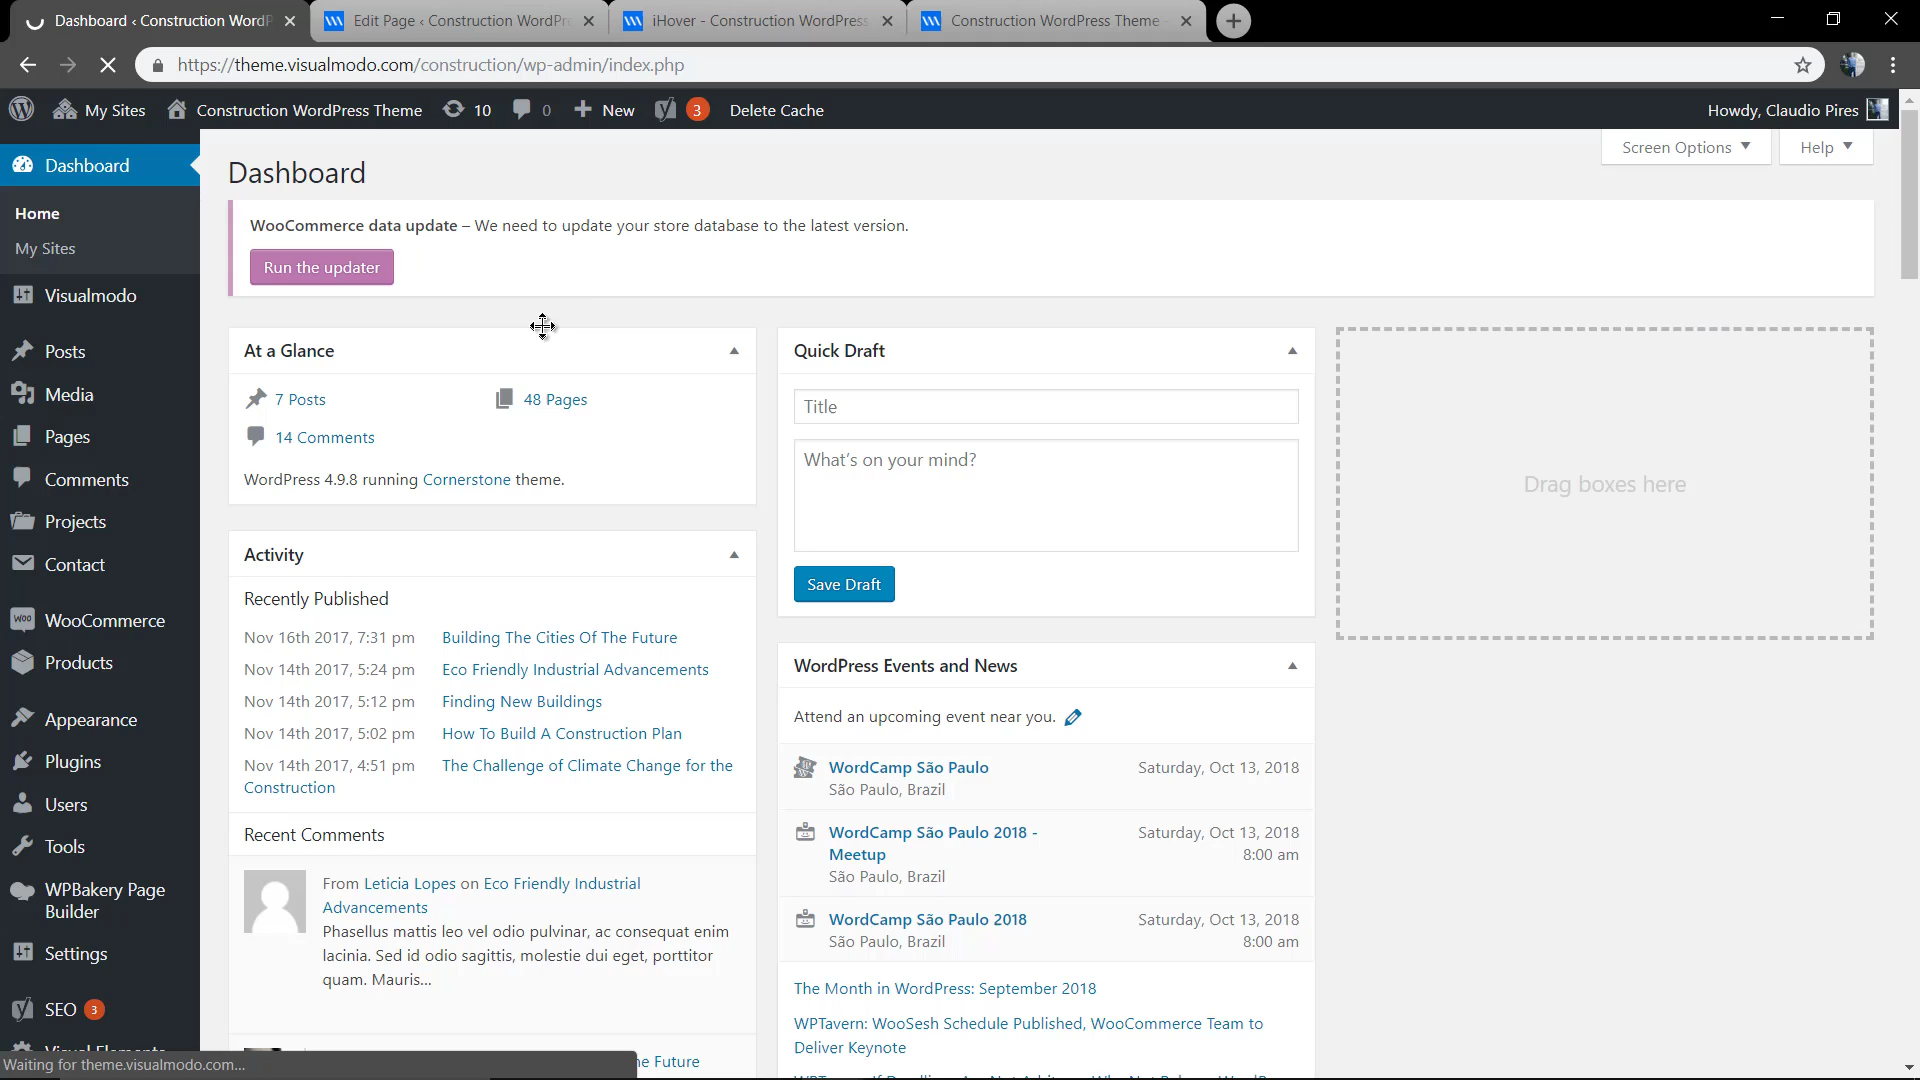 Dashboard ‹ Construction WordP
Edit Page ‹ Construction WordPr
iHover - Construction WordPress
Construction WordPress Theme -
https://theme.visualmodo.com/construction/wp-admin/index.php
My Sites
Construction WordPress Theme
10
0
New
3
Delete Cache
Howdy, Claudio Pires
Dashboard
Home
My Sites
Visualmodo
Posts
Media
Pages
Comments
Projects
Contact
WooCommerce
Products
Appearance
Plugins
Users
Tools
WPBakery Page
Builder
Settings
SEO 3
Waiting for theme.visualmodo.com...
Screen Options
Help
Dashboard
WooCommerce data update – We need to update your store database to the latest version.
Run the updater
At a Glance
7 Posts
48 Pages
14 Comments
WordPress 4.9.8 running Cornerstone theme.
Activity
Recently Published
Nov 16th 2017, 7:31 pm Building The Cities Of The Future
Nov 14th 2017, 5:24 pm Eco Friendly Industrial Advancements
Nov 14th 2017, 5:12 pm Finding New Buildings
Nov 14th 2017, 5:02 pm How To Build A Construction Plan
Nov 14th 2017, 4:51 pm The Challenge of Climate Change for the
Construction
Recent Comments
From Leticia Lopes on Eco Friendly Industrial
Advancements
Phasellus mattis leo vel odio pulvinar, ac consequat enim
lacinia. Sed id odio sagittis, molestie dui eget, porttitor
quam. Mauris...
he Future
Quick Draft
Title
What's on your mind?
Save Draft
WordPress Events and News
Attend an upcoming event near you.
WordCamp São Paulo
Saturday, Oct 13, 2018
São Paulo, Brazil
WordCamp São Paulo 2018 -
Meetup
Saturday, Oct 13, 2018
8:00 am
São Paulo, Brazil
WordCamp São Paulo 2018
Saturday, Oct 13, 2018
São Paulo, Brazil
8:00 am
The Month in WordPress: September 2018
WPTavern: WooSesh Schedule Published, WooCommerce Team to
Deliver Keynote
Drag boxes here